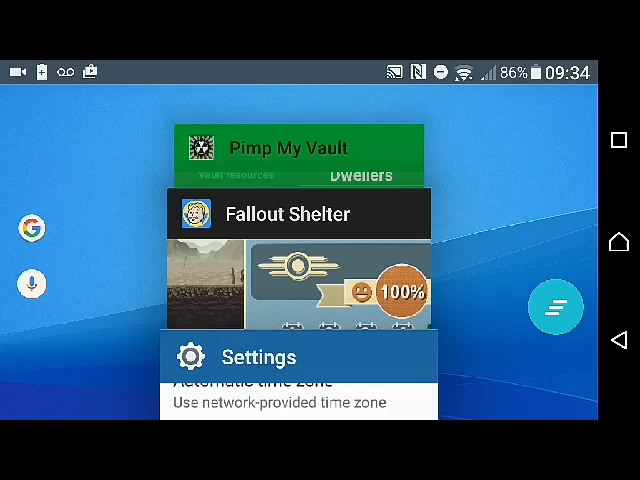 86% 09:34
Pimp My Vault
Vault resources Dwellers
Fallout Shelter
100%
Settings
Automatic time zone
Use network-provided time zone